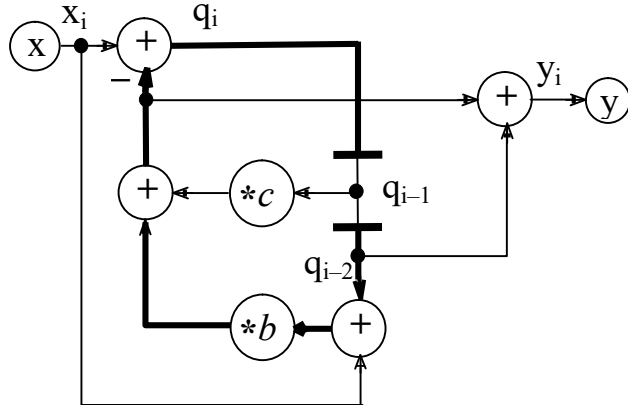 xᵢ
qᵢ
x
+
−
yᵢ
+
y
+
*c
qᵢ₋₁
qᵢ₋₂
*b
+